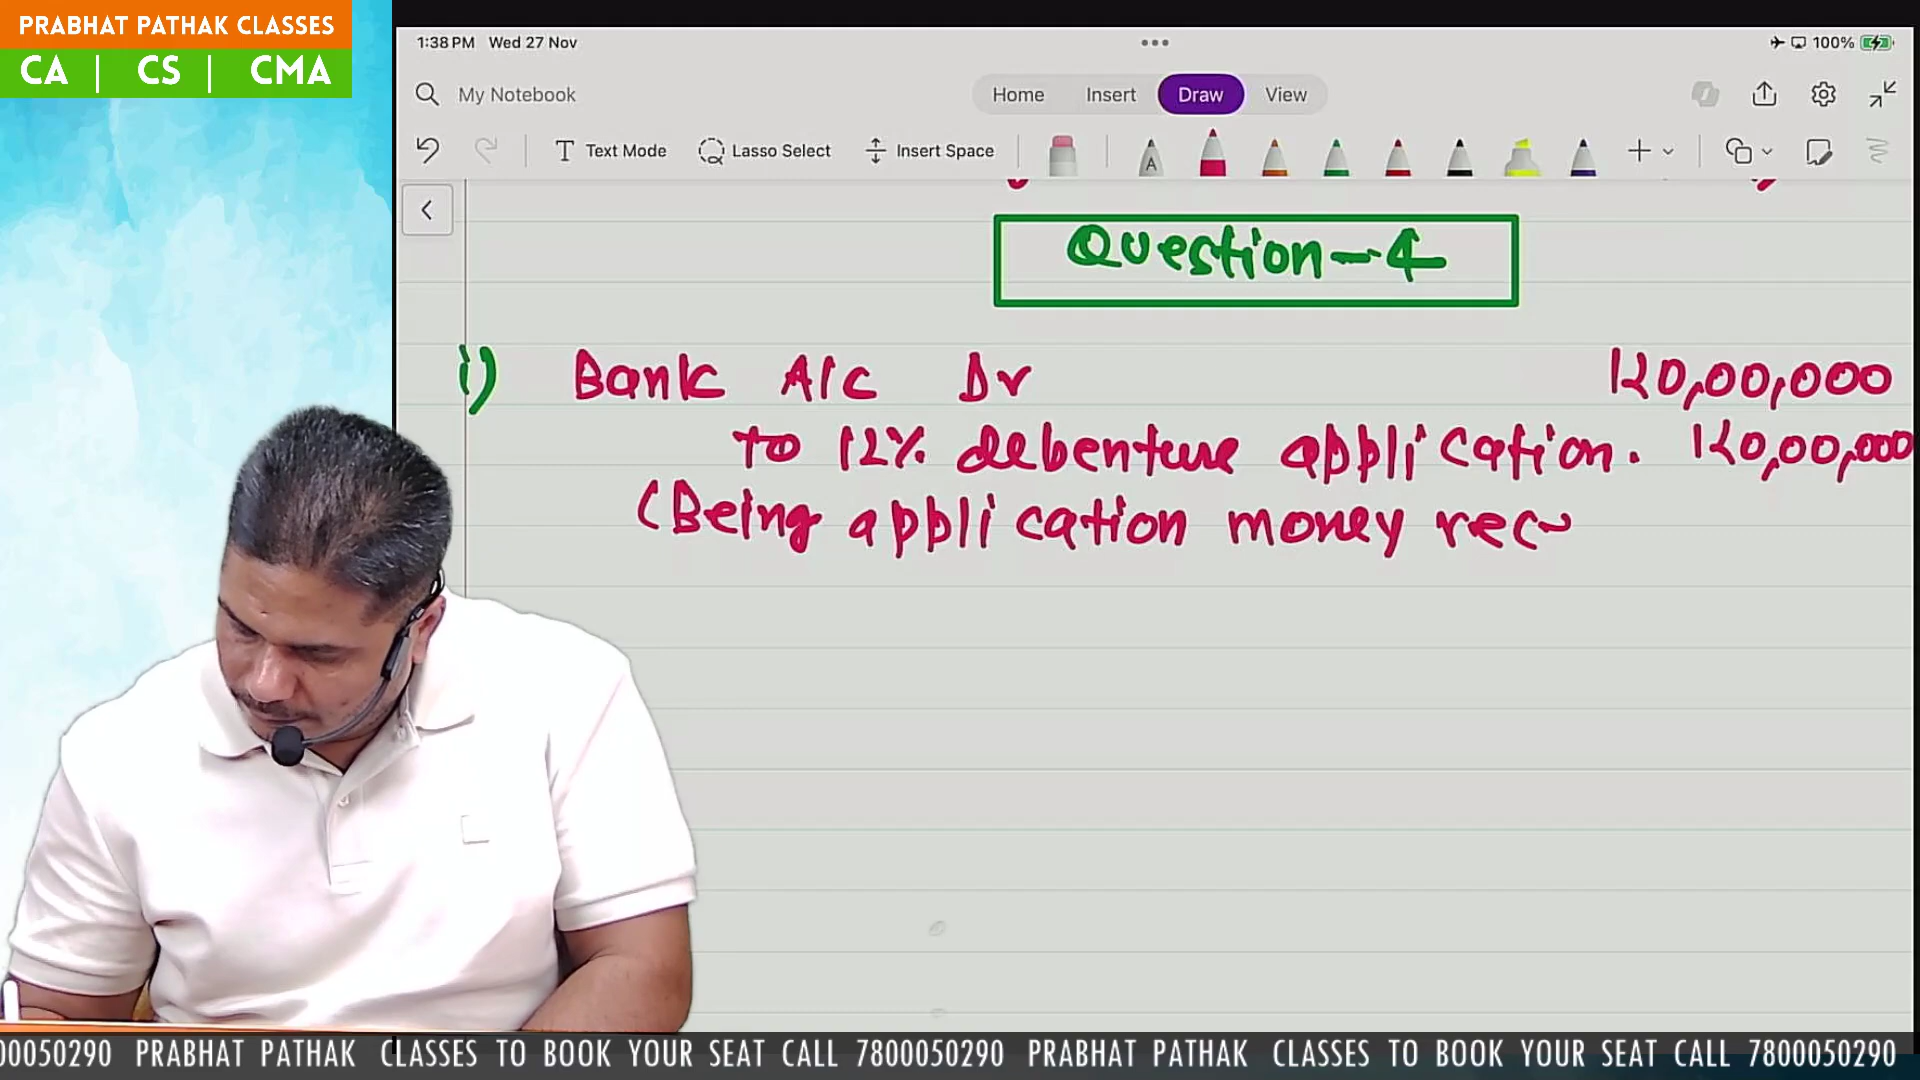 PRABHAT PATHAK CLASSES
CA | CS | CMA
1:38 PM Wed 27 Nov
100%
My Notebook
Home Insert Draw View
Text Mode Lasso Select Insert Space
A
Question-4
i) Bank A/c Dr 120,00,000
To 12% debenture application. 120,00,000
(Being application money rec
00050290 PRABHAT PATHAK CLASSES TO BOOK YOUR SEAT CALL 7800050290 PRABHAT PATHAK CLASSES TO BOOK YOUR SEAT CALL 7800050290